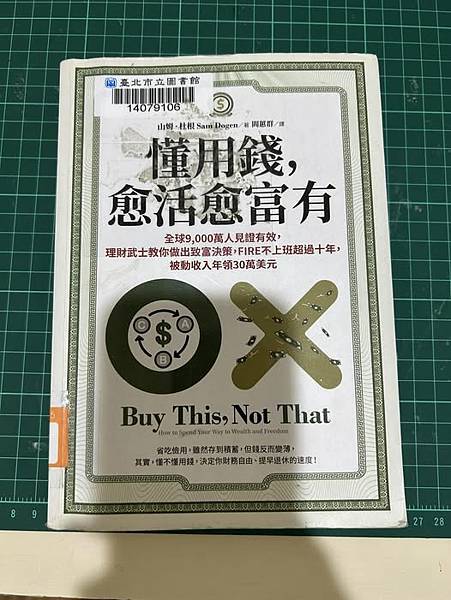 臺北市立圖書館
14079106
山姆・杜根 Sam Dogen／著 周蕙群／譯
懂用錢，
愈活愈富有
全球9,000萬人見證有效，
理財武士教你做出致富決策，FIRE不上班超過十年，
被動收入年領30萬美元
C A
$
B
Buy This, Not That
How to Spend Your Way to Wealth and Freedom
省吃儉用，雖然存到積蓄，但錢反而變薄，
其實，懂不懂用錢，決定你財務自由、提早退休的速度！
8 9
27 28